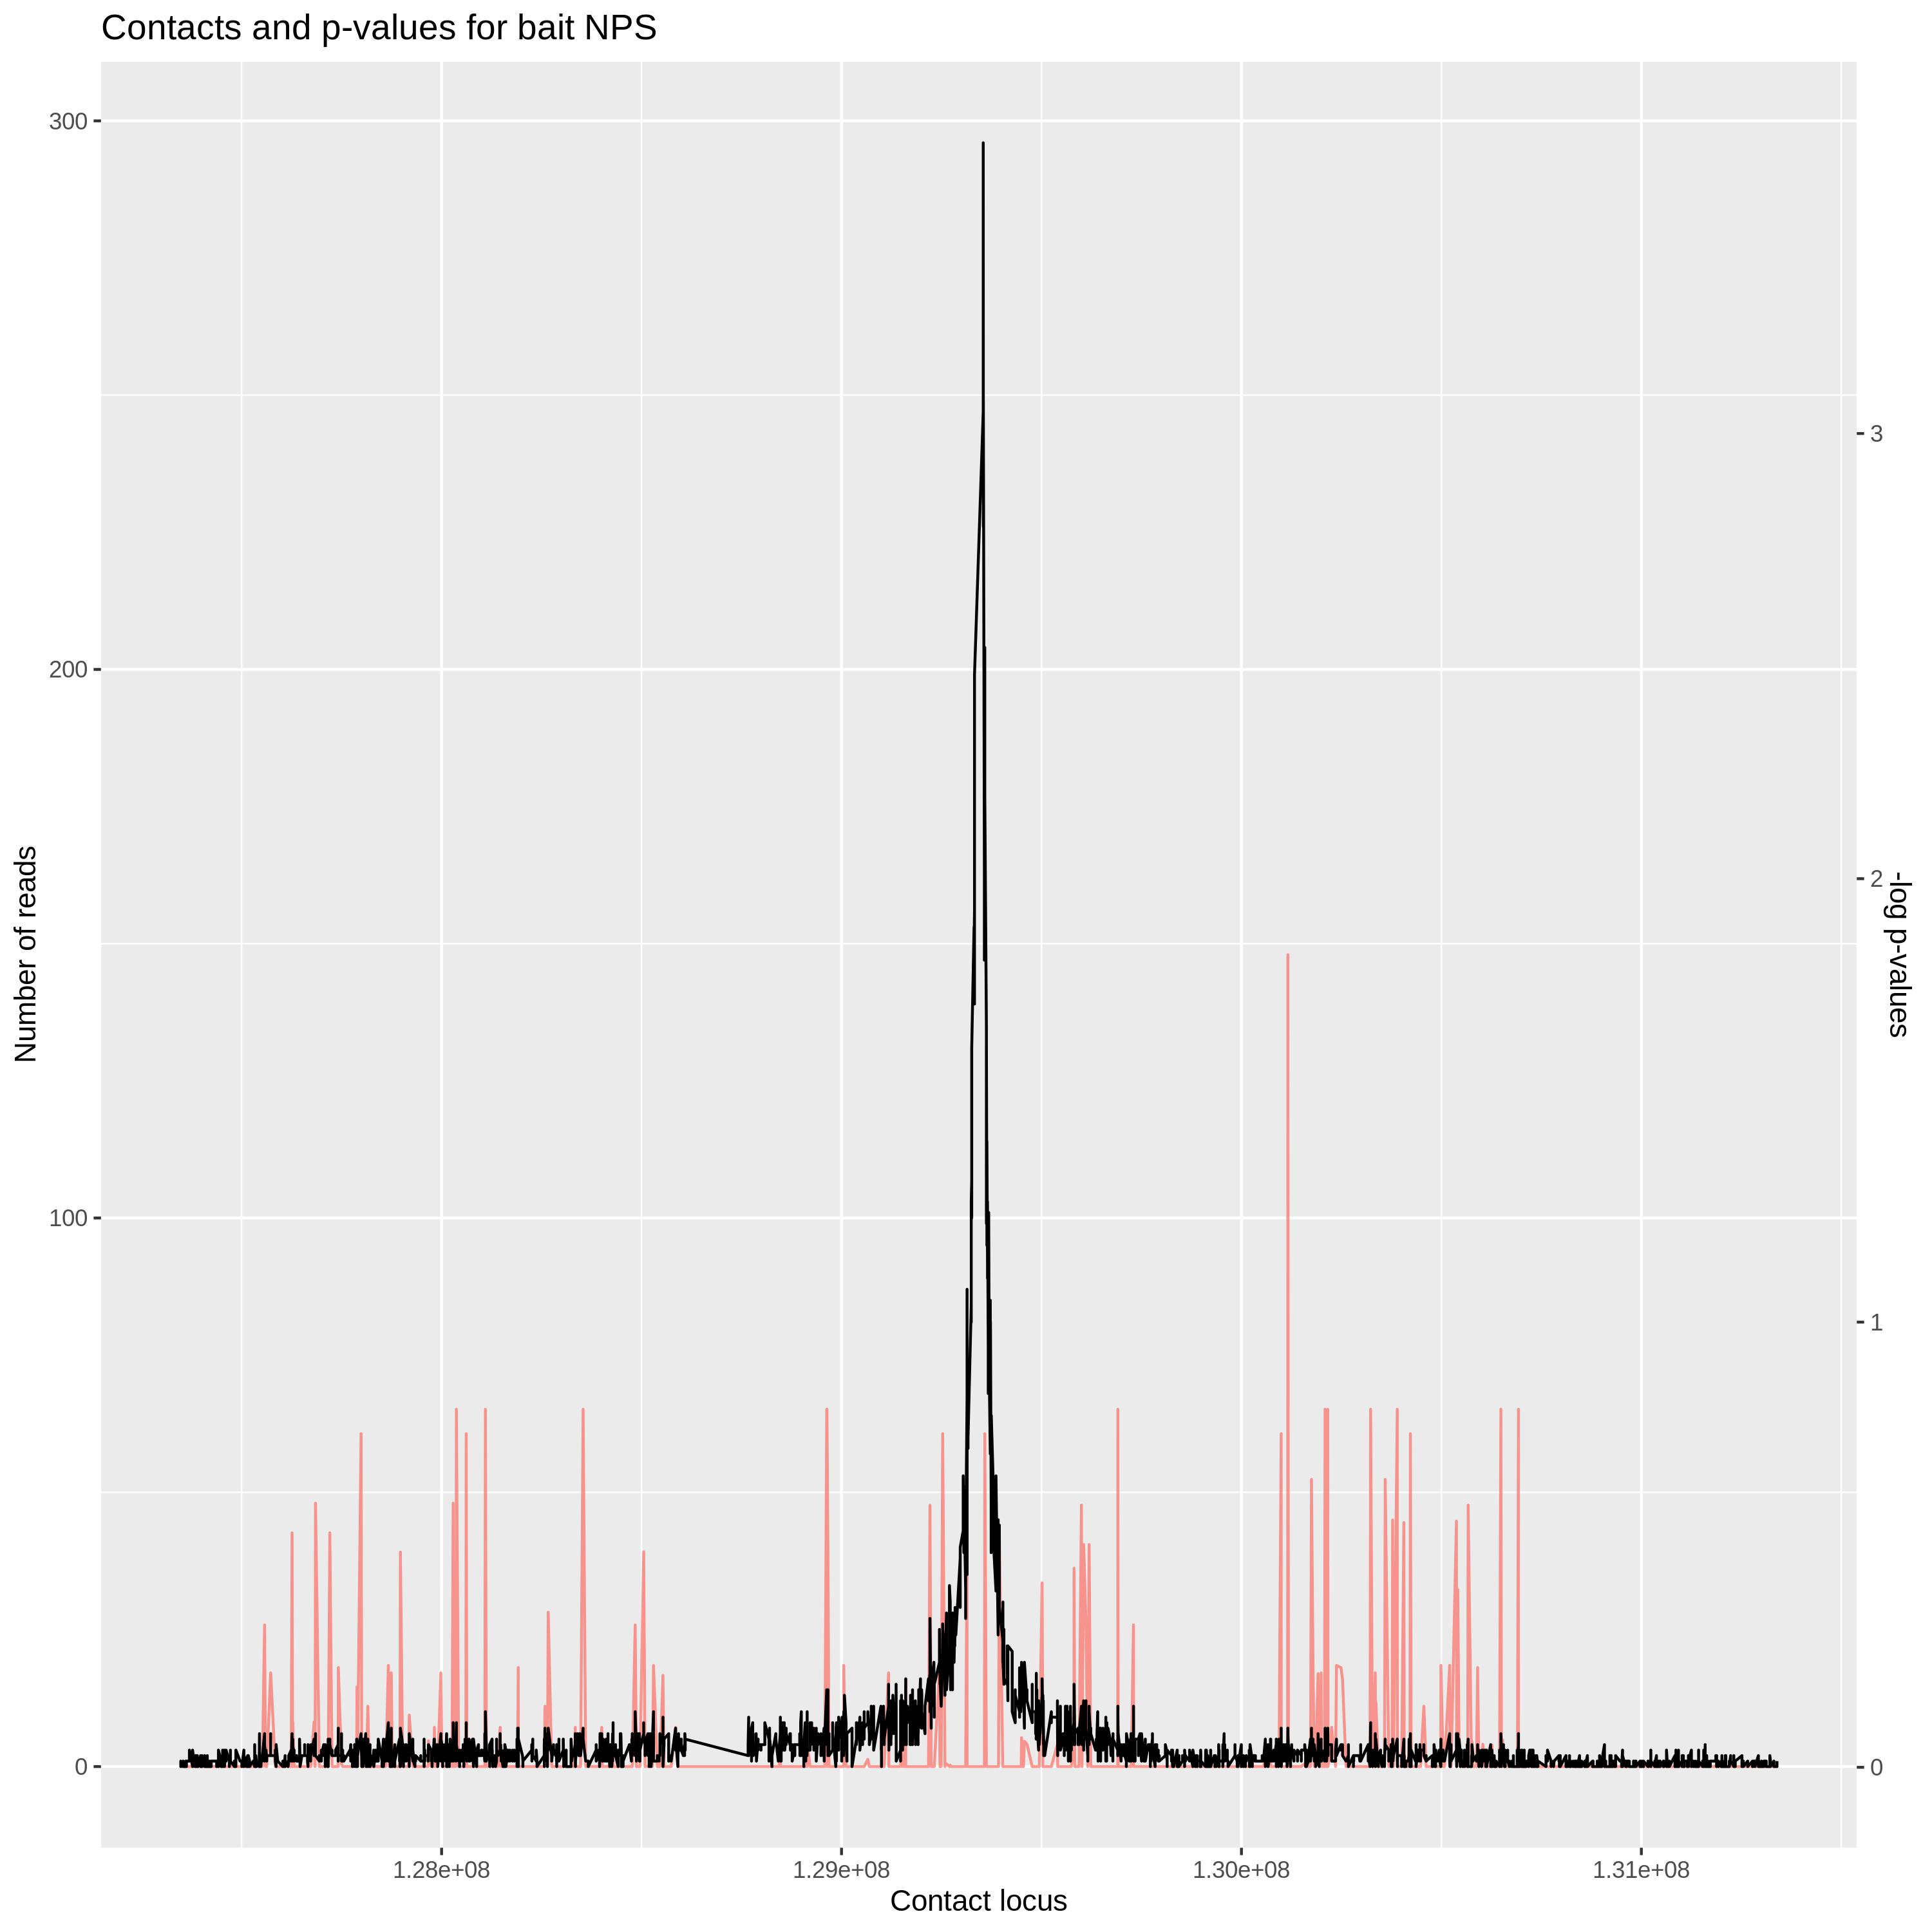 Contacts and p-values for bait NPS
300
200
100
0
Number of reads
3
2
1
0
-log p-values
1.28e+08
1.29e+08
1.30e+08
1.31e+08
Contact locus